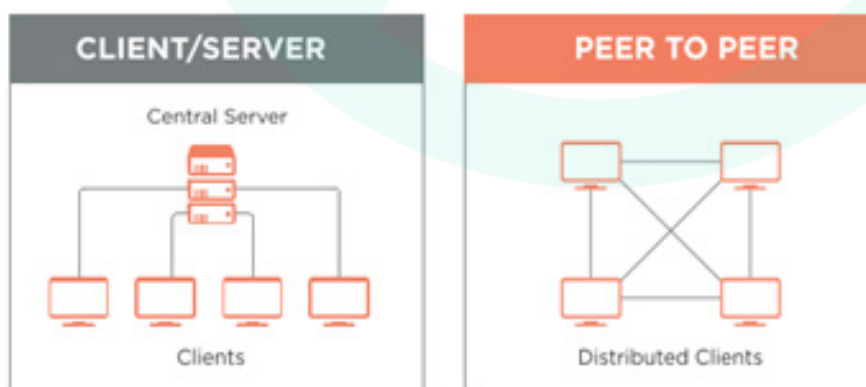 CLIENT/SERVER
Central Server
Clients
PEER TO PEER
Distributed Clients